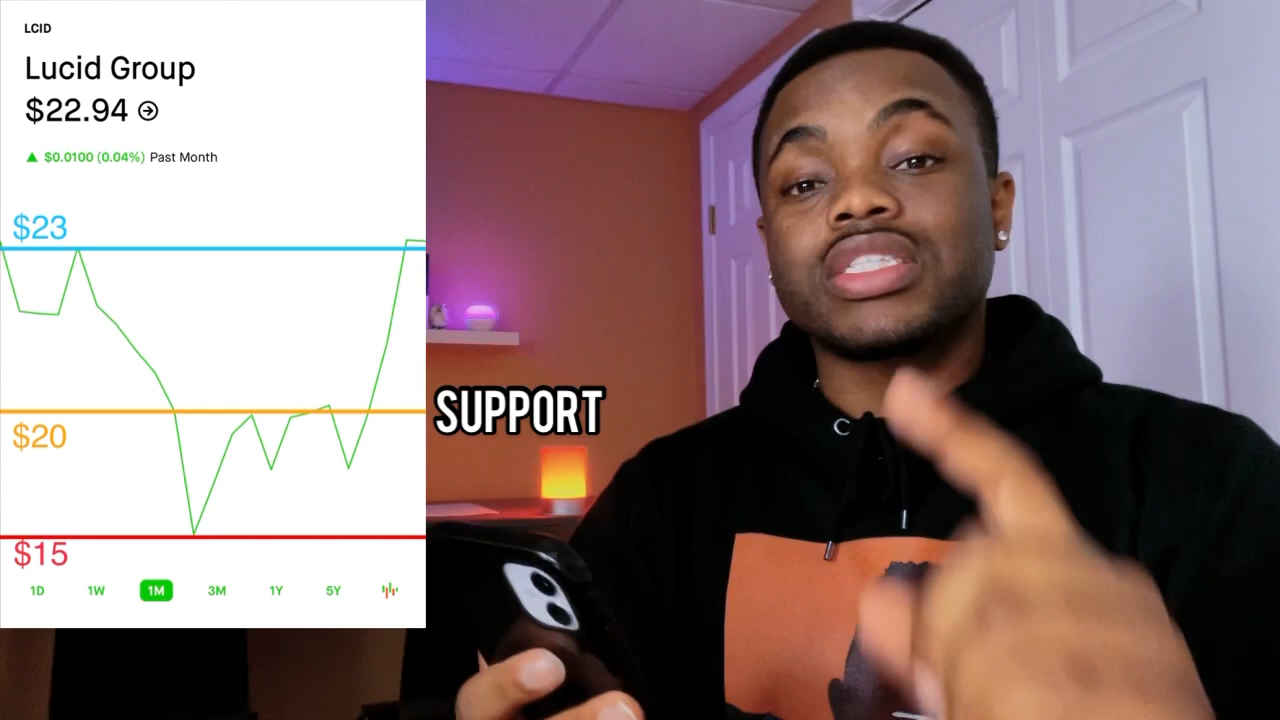 LCID
Lucid Group
$22.94
$0.0100 (0.04%) Past Month
$23
SUPPORT
$20
$15
1D 1W 1M 3M 1Y 5Y